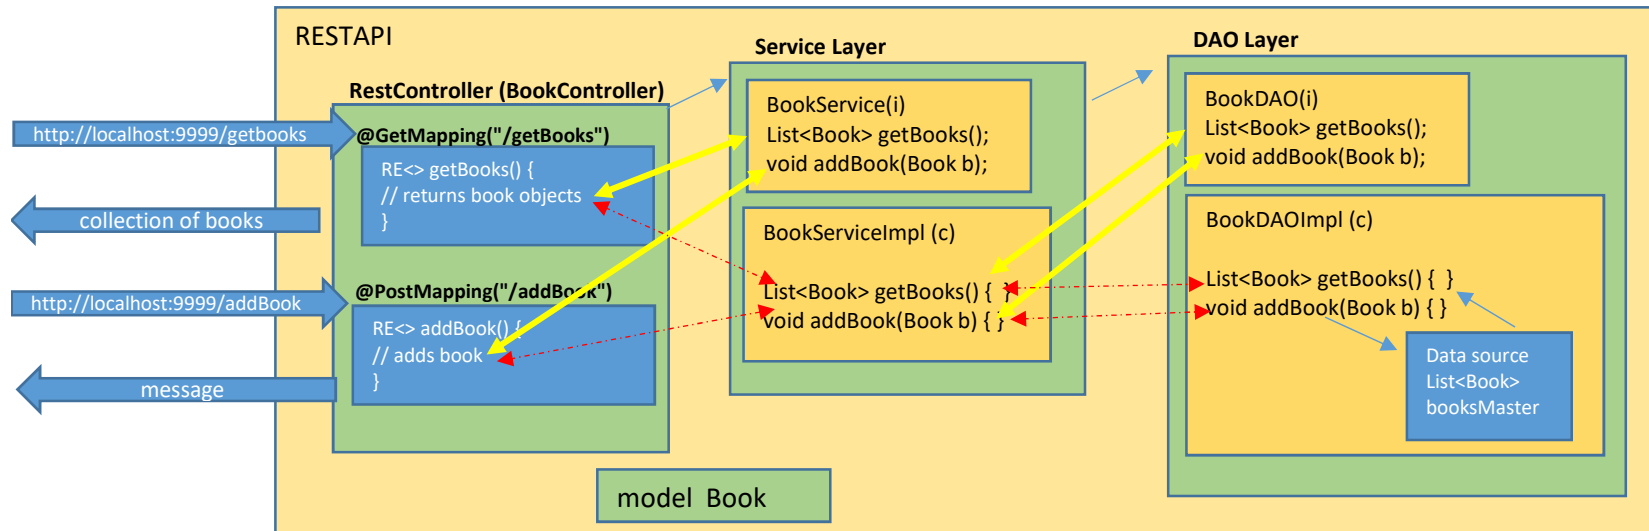 RESTAPI
http://localhost:9999/getbooks
collection of books
http://localhost:9999/addBook
message
RestController (BookController)
@GetMapping("/getBooks")
RE<> getBooks() {
// returns book objects
}
@PostMapping("/addBook")
RE<> addBook() {
// adds book
}
Service Layer
BookService(i)
List<Book> getBooks();
void addBook(Book b);
BookServiceImpl (c)
List<Book> getBooks() {  }
void addBook(Book b) { }
DAO Layer
BookDAO(i)
List<Book> getBooks();
void addBook(Book b);
BookDAOImpl (c)
List<Book> getBooks() {  }
void addBook(Book b) { }
Data source
List<Book>
booksMaster
model  Book